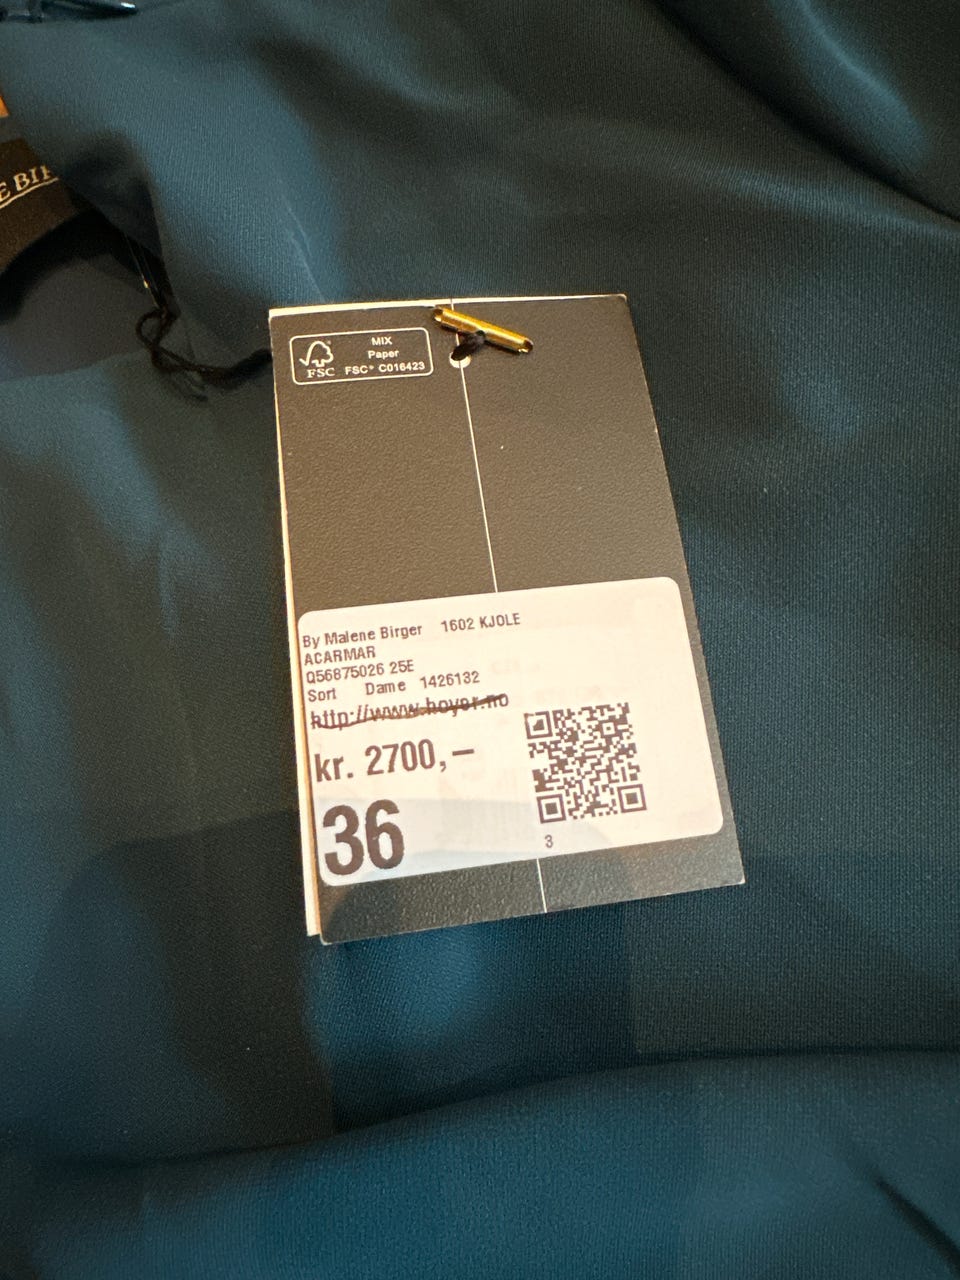 E BIR
MIX
Paper
FSC® C016423
FSC
By Malene Birger 1602 KJOLE
ACARMAR
Q56875026 25E
Sort Dame 1426132
http://www.hoyer.no
kr. 2700,–
36
3